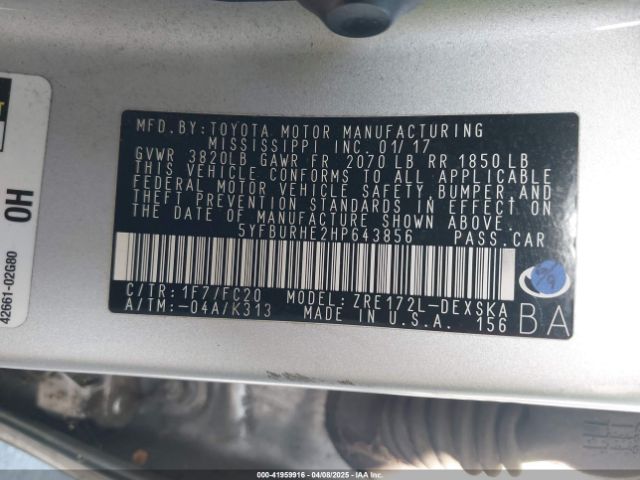 MFD.BY:TOYOTA MOTOR MANUFACTURING
MISSISSIPPI INC. 01/17
GVWR 3820LB GAWR FR 2070 LB RR 1850 LB
THIS VEHICLE CONFORMS TO ALL APPLICABLE
FEDERAL MOTOR VEHICLE SAFETY, BUMPER AND
THEFT PREVENTION STANDARDS IN EFFECT ON
THE DATE OF MANUFACTURE SHOWN ABOVE.
5YFBURHE2HP643856 PASS.CAR
C/TR: 1F7/FC20 MODEL: ZRE172L-DEXSKA
A/TM:-04A/K313 MADE IN U.S.A. 156
BA
OH
42661-02G80
000-41959916 04/08/2025 IAAI.COM